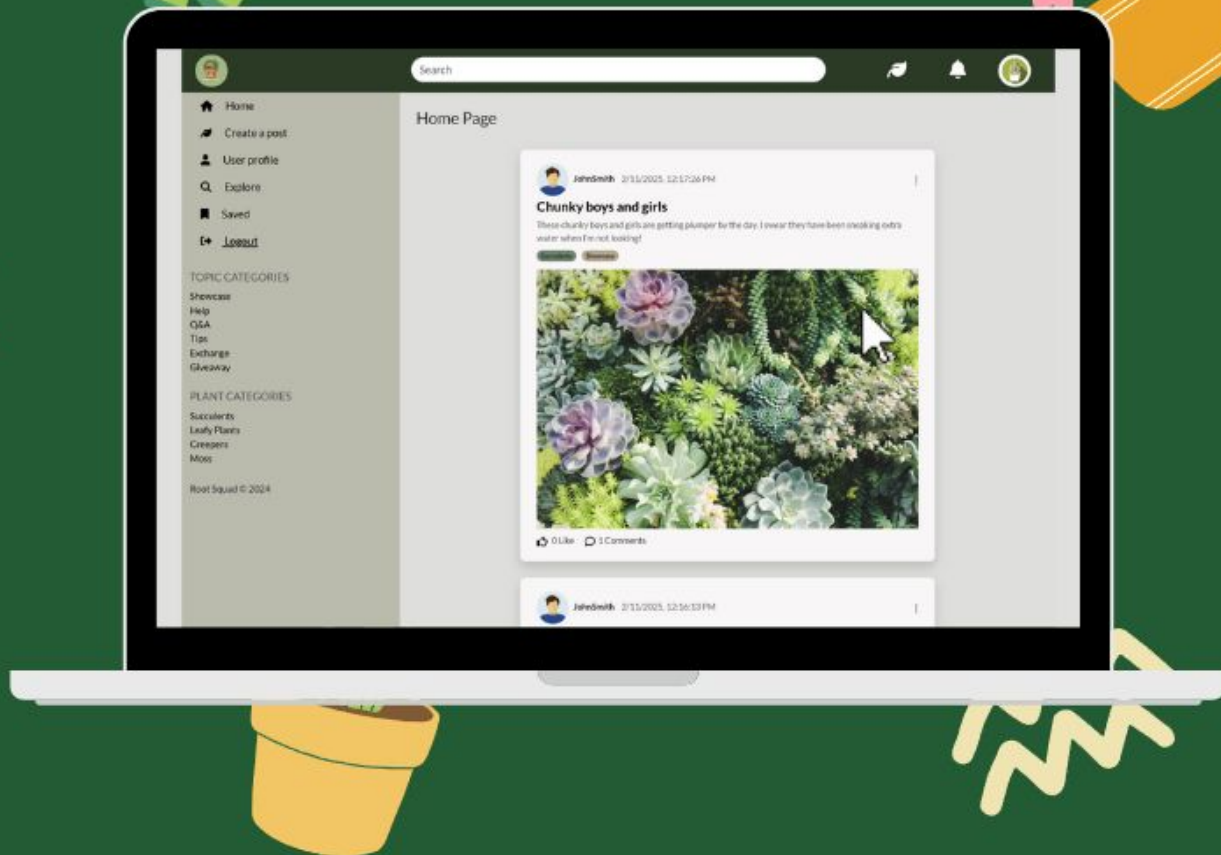 Search
Home
Create a post
User profile
Explore
Saved
Logout
TOPIC CATEGORIES
Showcase
Help
Q&A
Tips
Exchange
Giveaway
PLANT CATEGORIES
Succulents
Leafy Plants
Creepers
Moss
Root Squad © 2024
Home Page
JohnSmith 2/11/2025, 12:17:26 PM
Chunky boys and girls
These chunky boys and girls are getting plumper by the day. I swear they have been sneaking extra
water when I'm not looking!
Succulents Showcase
0 Like 1 Comments
JohnSmith 2/11/2025, 12:16:13 PM